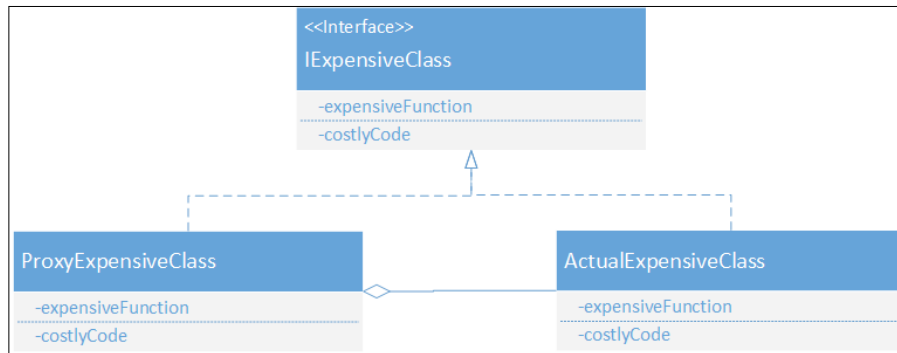 <<Interface>>
IExpensiveClass
-expensiveFunction
-costlyCode
ProxyExpensiveClass
-expensiveFunction
-costlyCode
ActualExpensiveClass
-expensiveFunction
-costlyCode